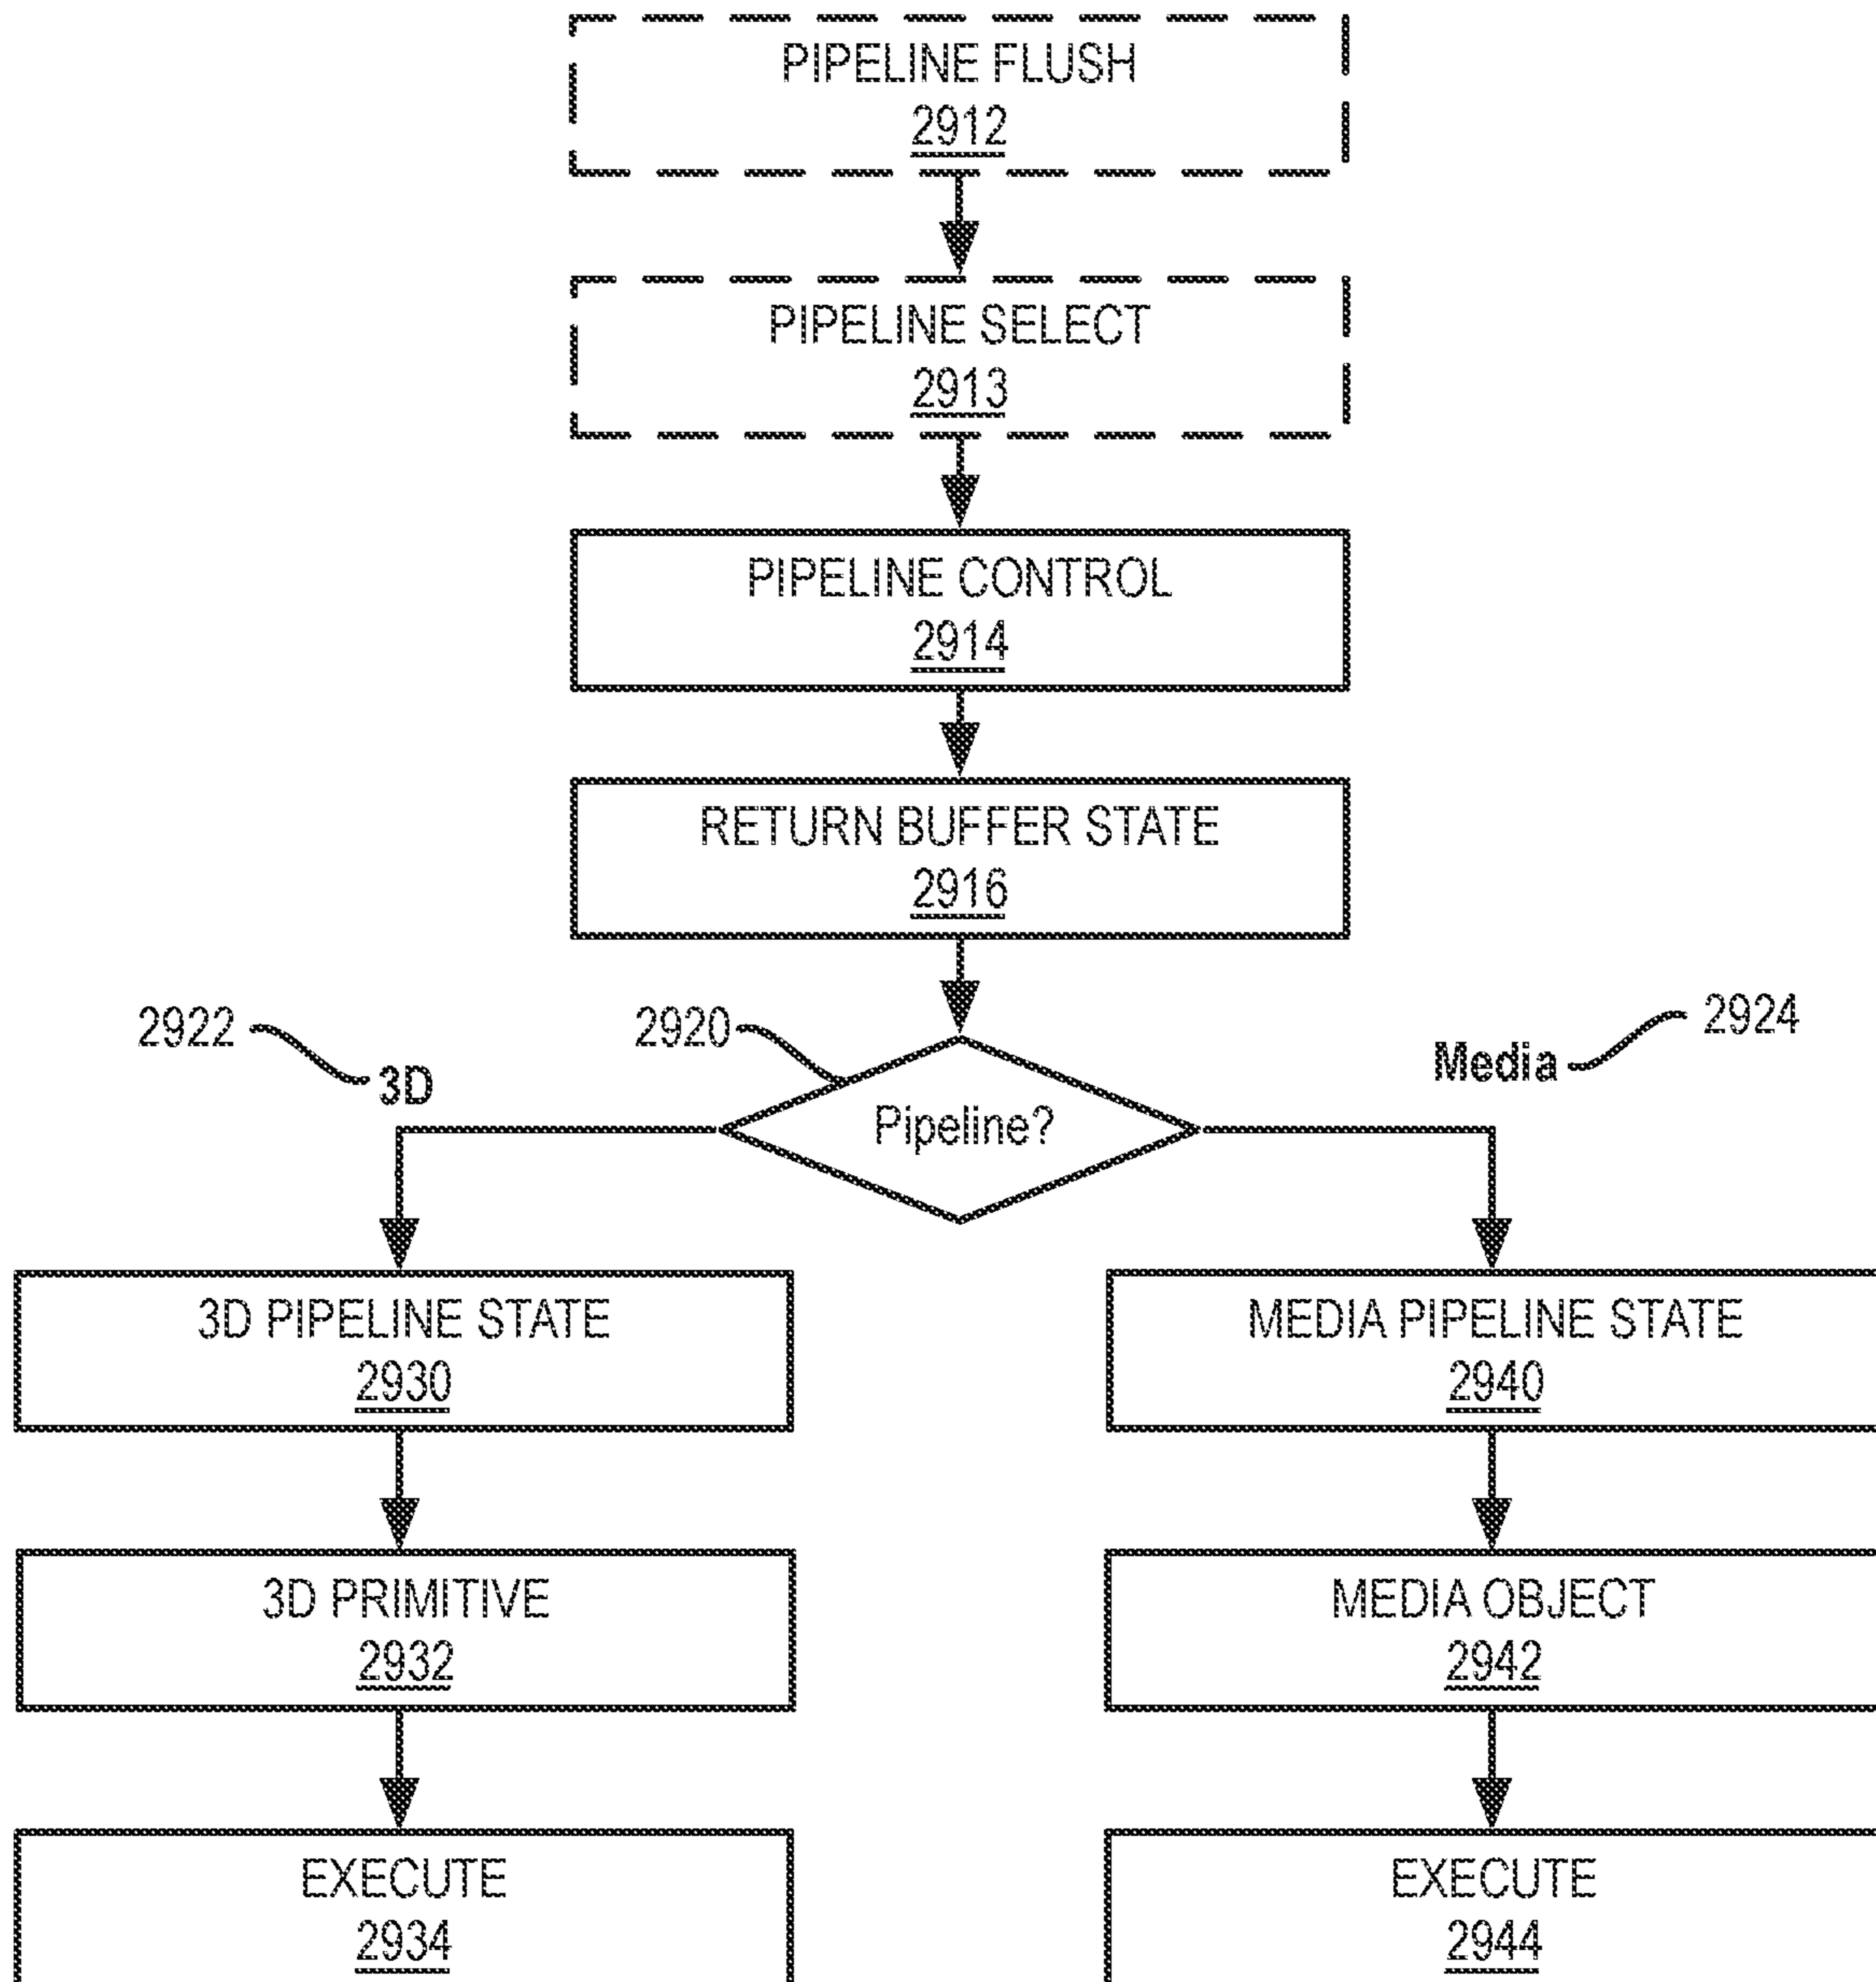 PIPELINE FLUSH
2912
PIPELINE SELECT
2913
PIPELINE CONTROL
2914
RETURN BUFFER STATE
2916
2922
3D
2920
Pipeline?
Media
2924
3D PIPELINE STATE
2930
MEDIA PIPELINE STATE
2940
3D PRIMITIVE
2932
MEDIA OBJECT
2942
EXECUTE
2934
EXECUTE
2944